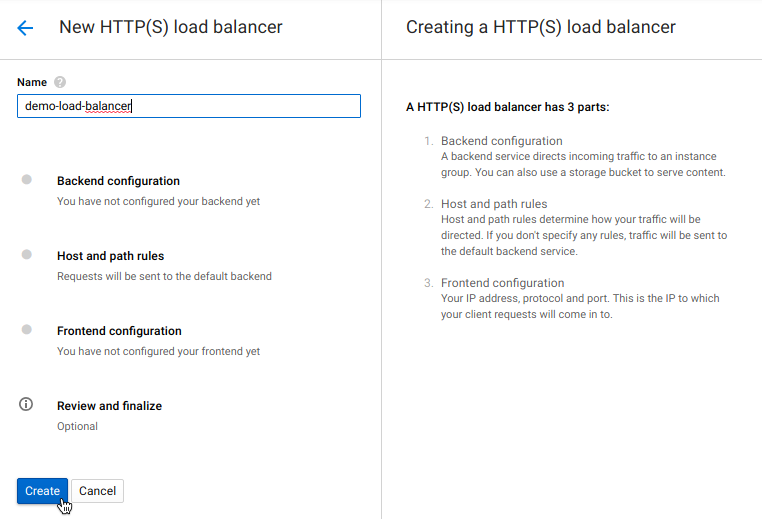 New HTTP(S) load balancer
Name
demo-load-balancer
Backend configuration
You have not configured your backend yet
Host and path rules
Requests will be sent to the default backend
Frontend configuration
You have not configured your frontend yet
Review and finalize
Optional
Create
Cancel
Creating a HTTP(S) load balancer
A HTTP(S) load balancer has 3 parts:
1. Backend configuration
A backend service directs incoming traffic to an instance
group. You can also use a storage bucket to serve content.
2. Host and path rules
Host and path rules determine how your traffic will be
directed. If you don't specify any rules, traffic will be sent to
the default backend service.
3. Frontend configuration
Your IP address, protocol and port. This is the IP to which
your client requests will come in to.